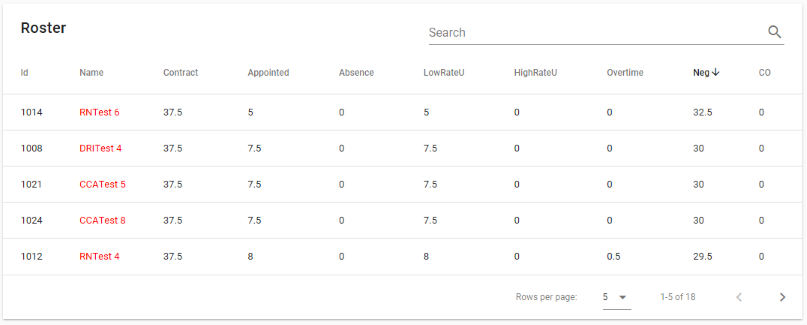 Roster
Search
Id Name Contract Appointed Absence LowRateU HighRateU Overtime Neg↓ CO
1014 RNTest 6 37.5 5 0 5 0 0 32.5 0
1008 DRITest 4 37.5 7.5 0 7.5 0 0 30 0
1021 CCATest 5 37.5 7.5 0 7.5 0 0 30 0
1024 CCATest 8 37.5 7.5 0 7.5 0 0 30 0
1012 RNTest 4 37.5 8 0 8 0 0.5 29.5 0
Rows per page: 5 1-5 of 18